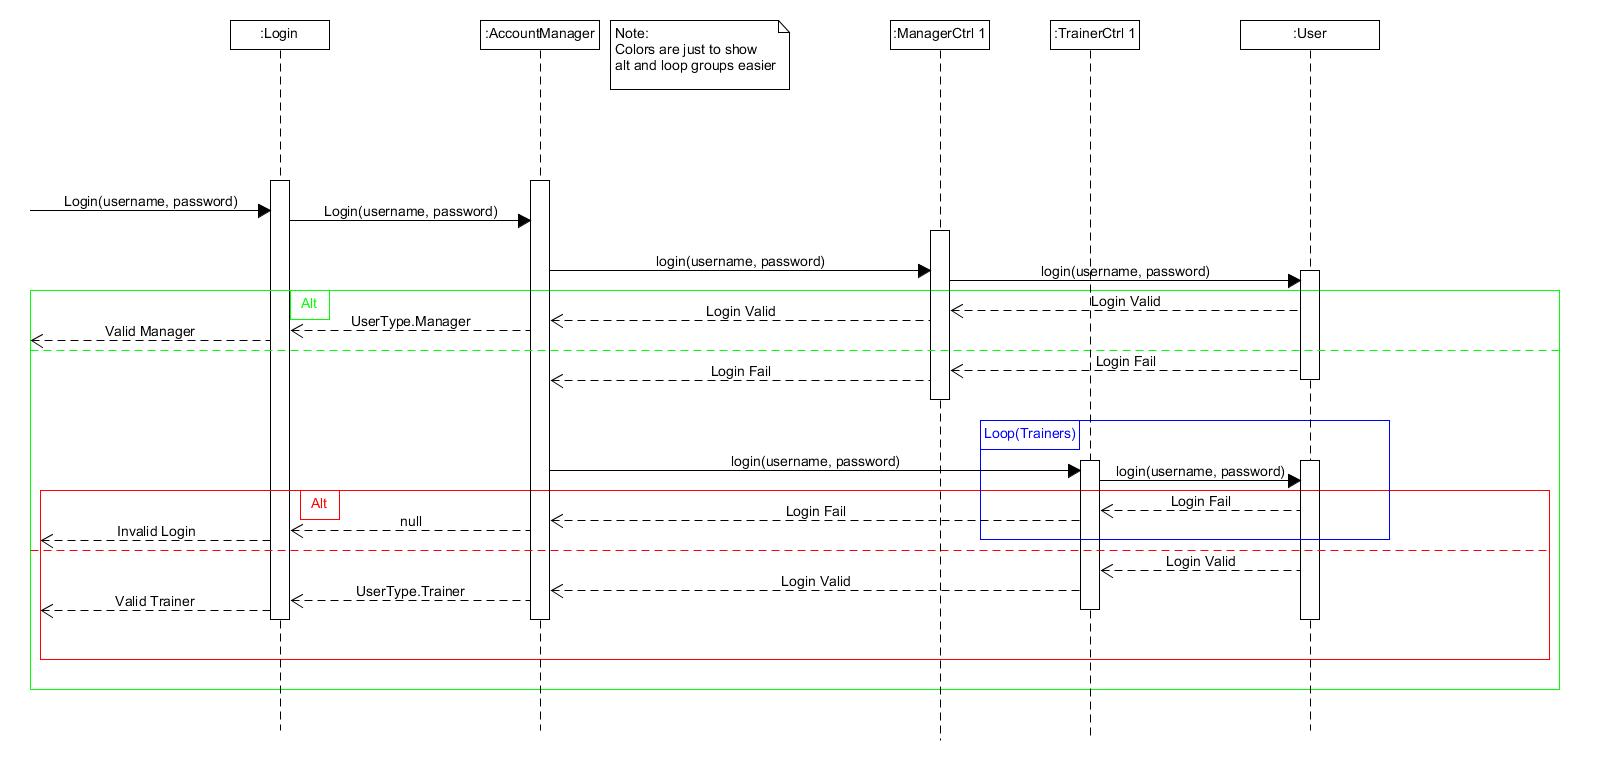 :Login
:AccountManager
Note:
Colors are just to show
alt and loop groups easier
:ManagerCtrl 1
:TrainerCtrl 1
:User
Login(username, password)
Login(username, password)
login(username, password)
login(username, password)
Alt
Login Valid
Login Valid
UserType.Manager
Valid Manager
Login Fail
Login Fail
Loop(Trainers)
login(username, password)
login(username, password)
Alt
Login Fail
Login Fail
null
Invalid Login
Login Valid
Login Valid
UserType.Trainer
Valid Trainer